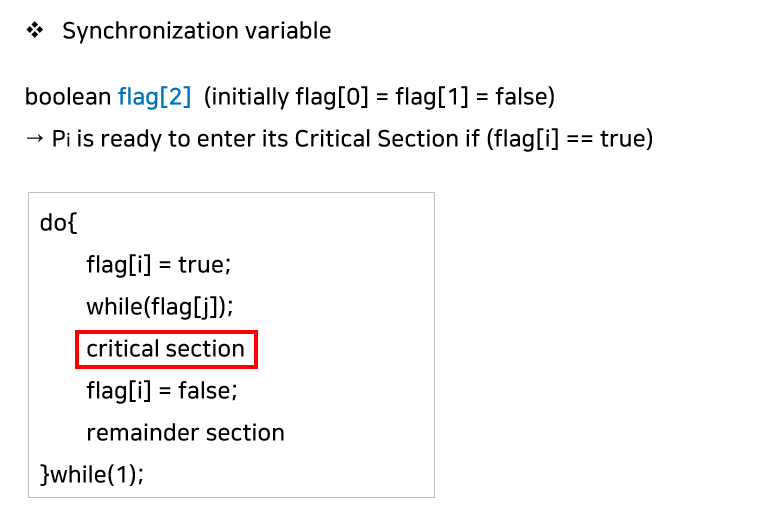 ❖ Synchronization variable
boolean flag[2] (initially flag[0] = flag[1] = false)
→ Pi is ready to enter its Critical Section if (flag[i] == true)
do{
flag[i] = true;
while(flag[j]);
critical section
flag[i] = false;
remainder section
}while(1);